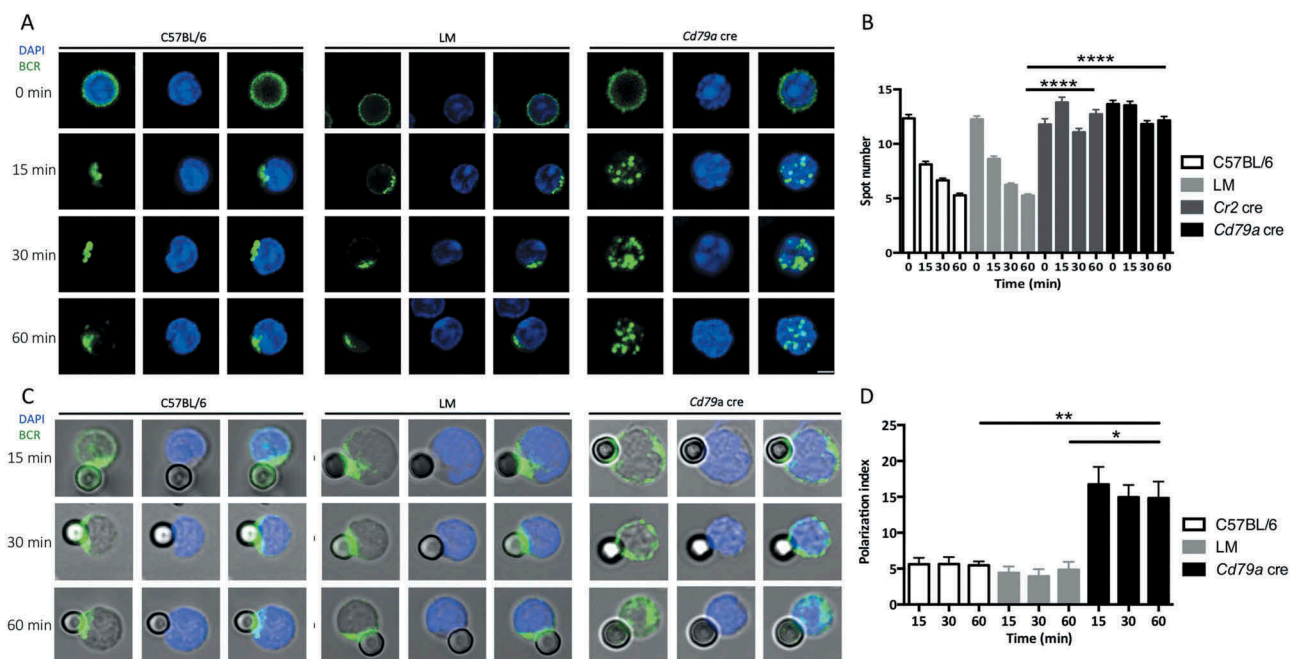 A
C57BL/6
LM
Cd79a cre
DAPI
BCR
0 min
15 min
30 min
60 min
B
****
****
15
10
5
0
Spot number
0 15 30 60 0 15 30 60 0 15 30 60 0 15 30 60
Time (min)
C57BL/6
LM
Cr2 cre
Cd79a cre
C
C57BL/6
LM
Cd79a cre
DAPI
BCR
15 min
30 min
60 min
D
**
*
25
20
15
10
5
0
Polarization index
15 30 60 15 30 60 15 30 60
Time (min)
C57BL/6
LM
Cd79a cre